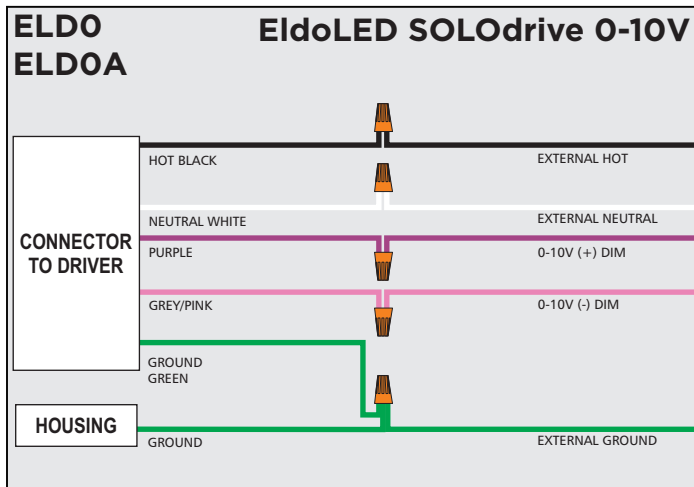 ELD0
ELD0A
EldoLED SOLOdrive 0-10V
CONNECTOR
TO DRIVER
HOT BLACK
EXTERNAL HOT
NEUTRAL WHITE
EXTERNAL NEUTRAL
PURPLE
0-10V (+) DIM
GREY/PINK
0-10V (-) DIM
GROUND
GREEN
HOUSING
GROUND
EXTERNAL GROUND